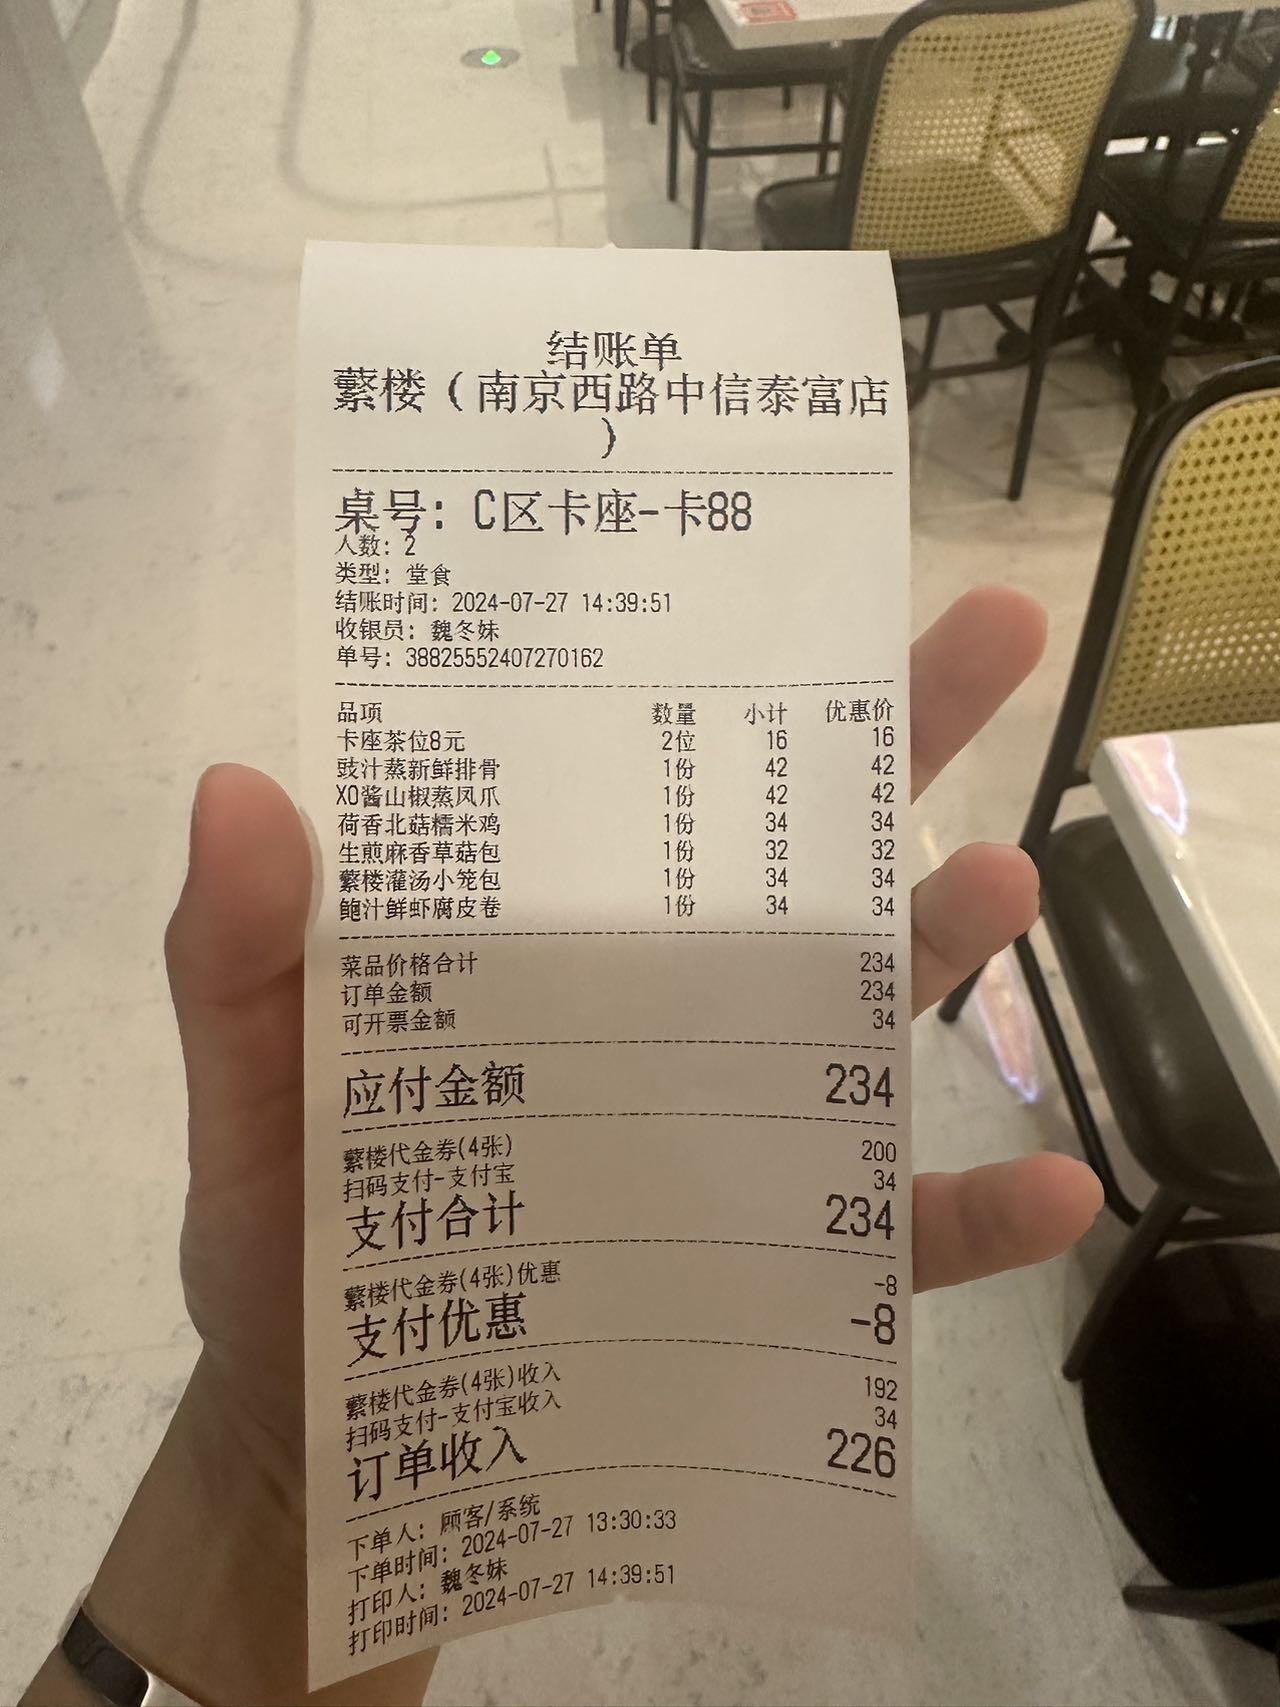 结账单
蘩楼（南京西路中信泰富店
）
桌号: C区卡座-卡88
人数: 2
类型: 堂食
结账时间: 2024-07-27 14:39:51
收银员: 魏冬妹
单号: 38825552407270162
品项 数量 小计 优惠价
卡座茶位8元 2位 16 16
豉汁蒸新鲜排骨 1份 42 42
XO酱山椒蒸凤爪 1份 42 42
荷香北菇糯米鸡 1份 34 34
生煎麻香草菇包 1份 32 32
蘩楼灌汤小笼包 1份 34 34
鲍汁鲜虾腐皮卷 1份 34 34
菜品价格合计 234
订单金额 234
可开票金额 34
应付金额 234
蘩楼代金券(4张) 200
扫码支付-支付宝 34
支付合计 234
蘩楼代金券(4张)优惠 -8
支付优惠 -8
蘩楼代金券(4张)收入 192
扫码支付-支付宝收入 34
订单收入 226
下单人: 顾客/系统
下单时间: 2024-07-27 13:30:33
打印人: 魏冬妹
打印时间: 2024-07-27 14:39:51